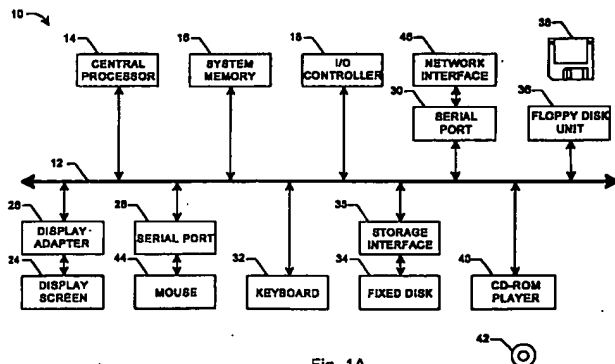 10
14
16
18
46
38
CENTRAL PROCESSOR
SYSTEM MEMORY
I/O CONTROLLER
NETWORK INTERFACE
30
36
SERIAL PORT
FLOPPY DISK UNIT
12
26
28
35
DISPLAY ADAPTER
SERIAL PORT
STORAGE INTERFACE
24
44
32
34
40
DISPLAY SCREEN
MOUSE
KEYBOARD
FIXED DISK
CD-ROM PLAYER
42
Fig. 1A